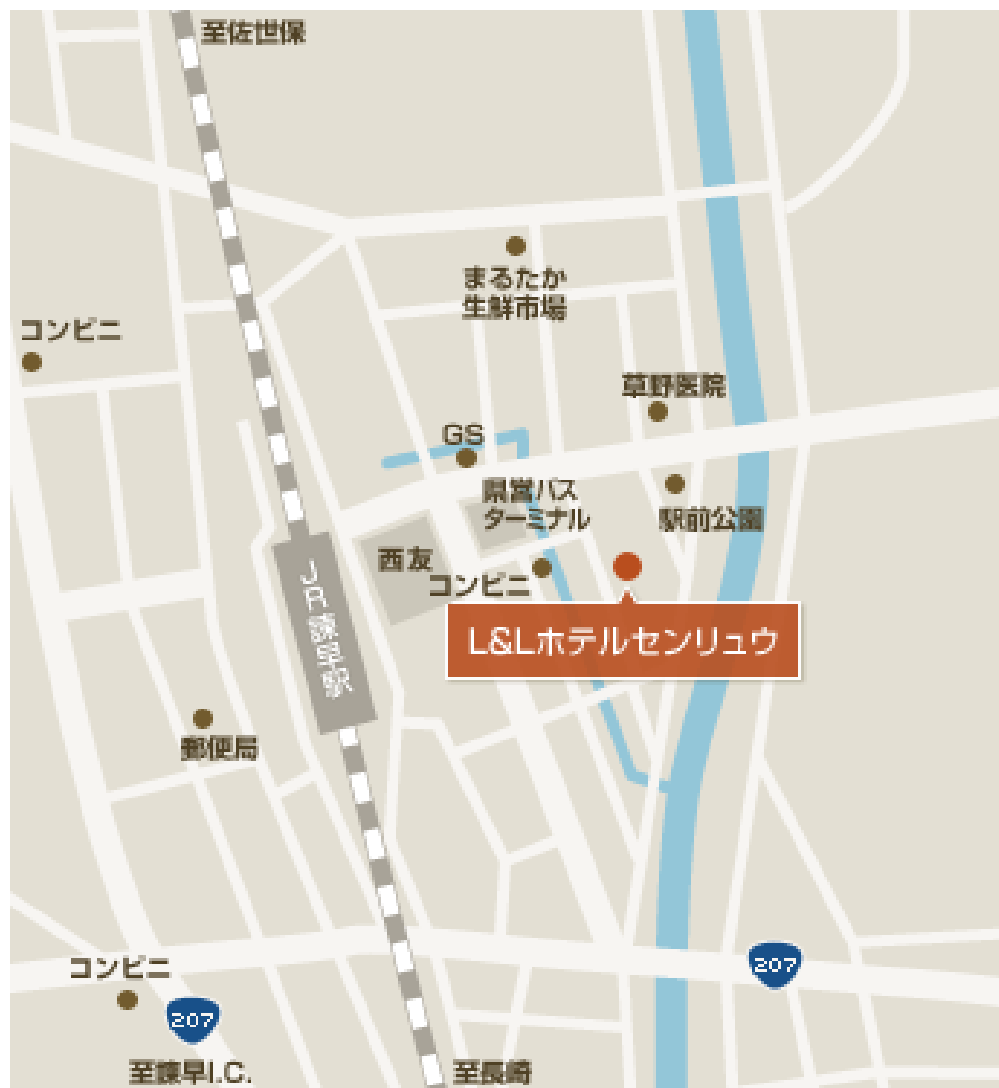 至佐世保
まるたか
生鮮市場
コンビニ
草野医院
GS
県営バス
ターミナル
駅前公園
西友
コンビニ
JR諫早駅
L&Lホテルセンリュウ
郵便局
コンビニ
207
207
至諫早I.C.
至長崎